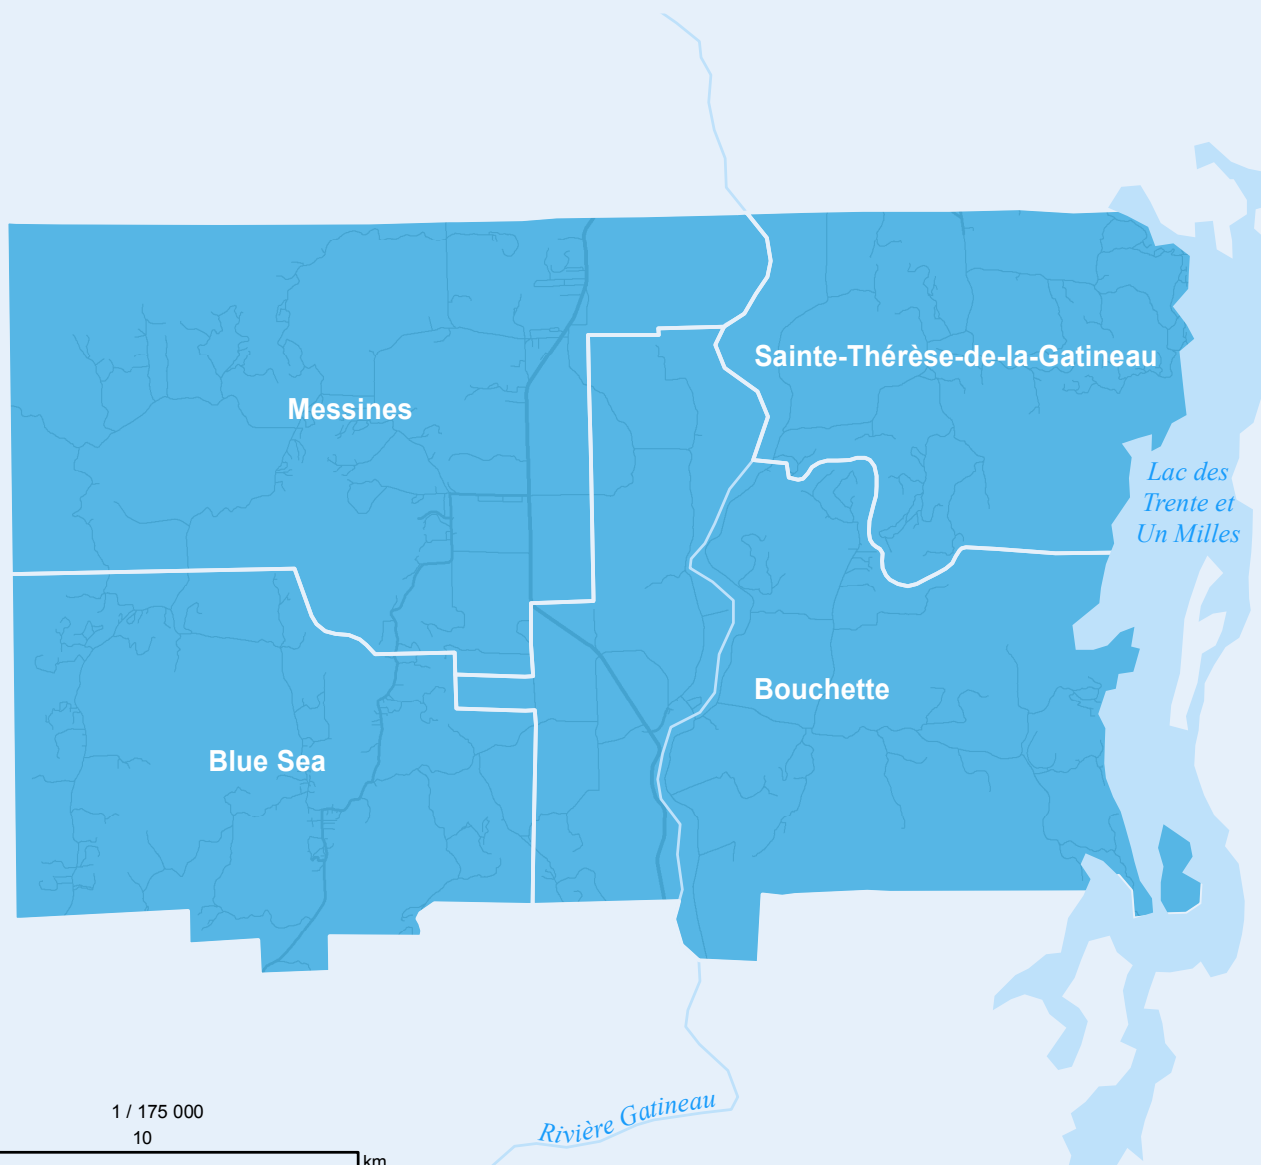 Sainte-Thérèse-de-la-Gatineau
Messines
Lac des
Trente et
Un Milles
Bouchette
Blue Sea
1 / 175 000
10
km
Rivière Gatineau